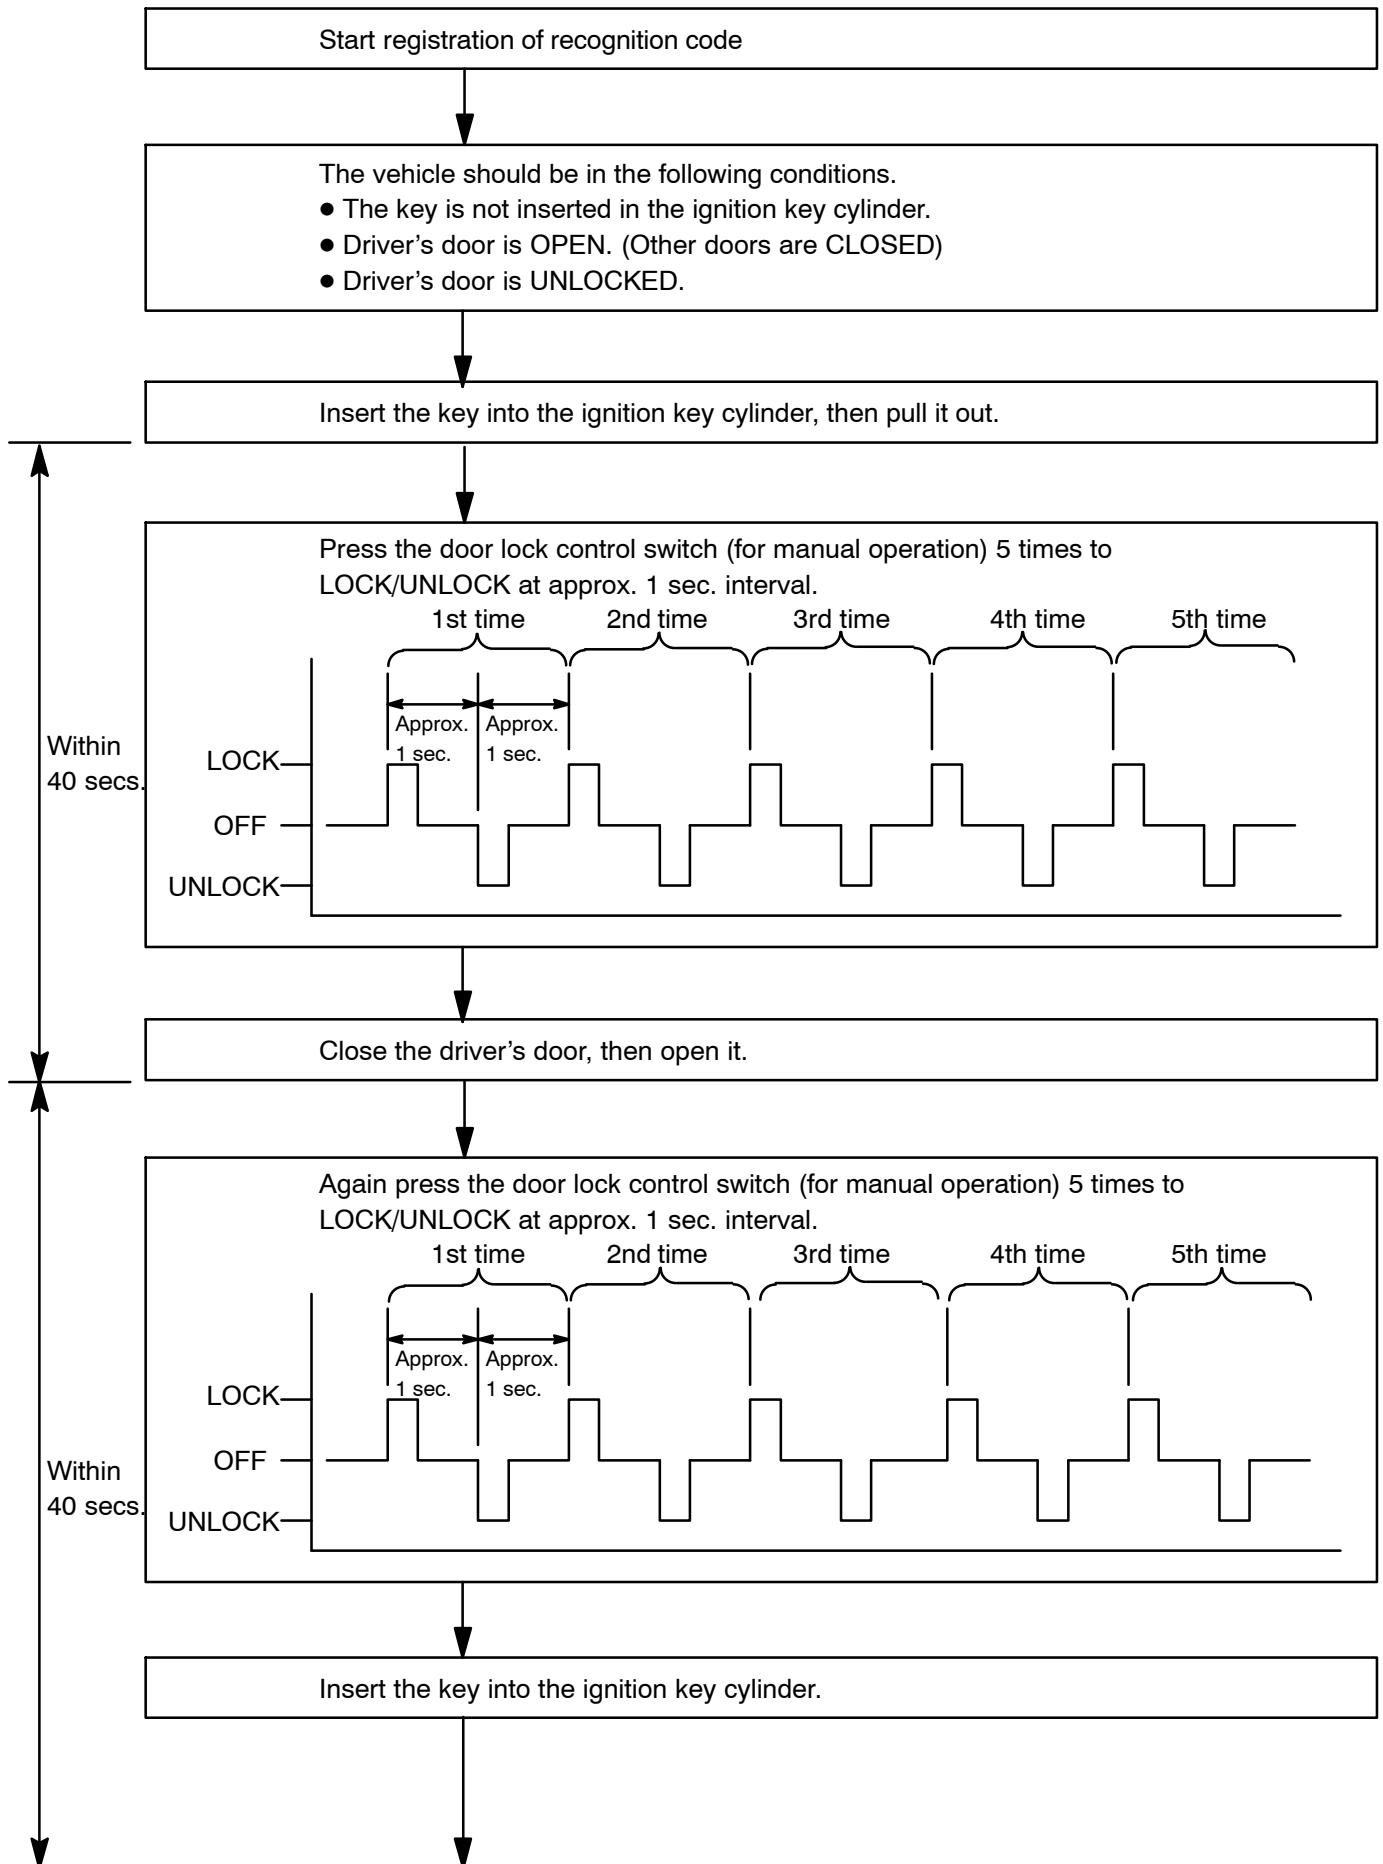 Start registration of recognition code
The vehicle should be in the following conditions.
● The key is not inserted in the ignition key cylinder.
● Driver's door is OPEN. (Other doors are CLOSED)
● Driver's door is UNLOCKED.
Insert the key into the ignition key cylinder, then pull it out.
Within
40 secs.
Press the door lock control switch (for manual operation) 5 times to
LOCK/UNLOCK at approx. 1 sec. interval.
1st time 2nd time 3rd time 4th time 5th time
Approx. Approx.
1 sec. 1 sec.
LOCK
OFF
UNLOCK
Close the driver's door, then open it.
Within
40 secs.
Again press the door lock control switch (for manual operation) 5 times to
LOCK/UNLOCK at approx. 1 sec. interval.
1st time 2nd time 3rd time 4th time 5th time
Approx. Approx.
1 sec. 1 sec.
LOCK
OFF
UNLOCK
Insert the key into the ignition key cylinder.